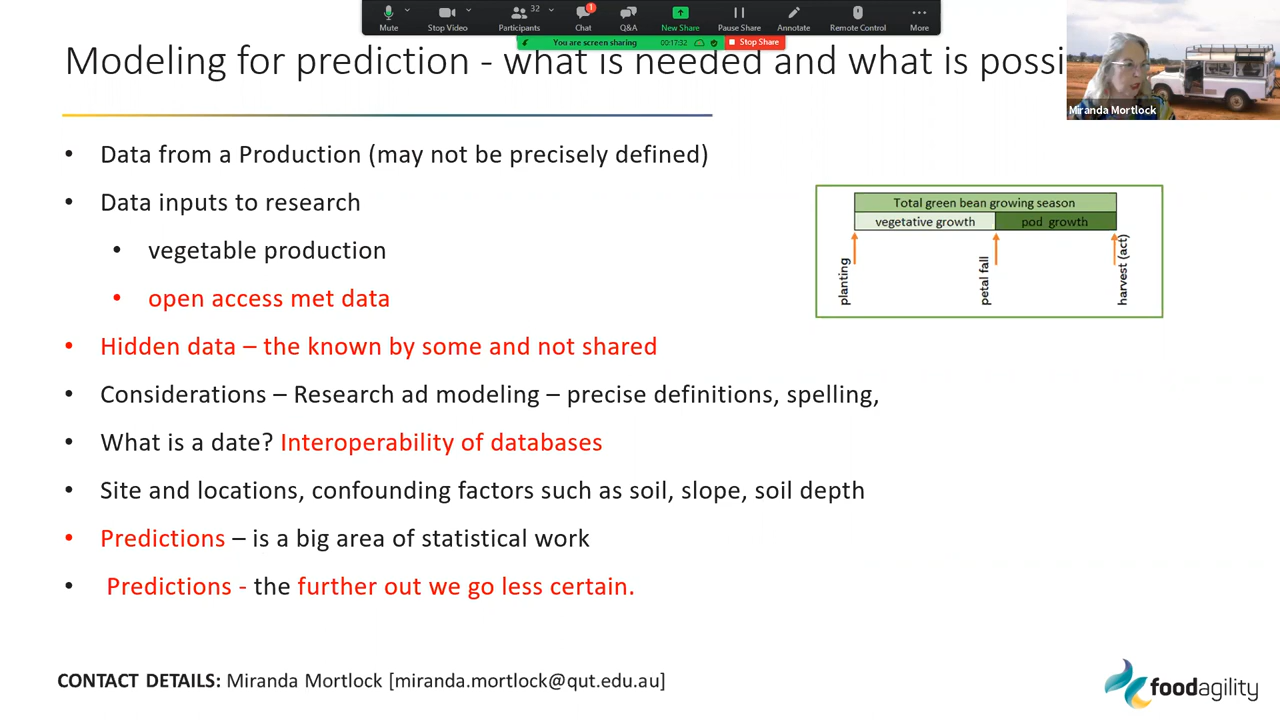 Mute
Stop Video
32
Participants
1
Chat
Q&A
New Share
Pause Share
Annotate
Remote Control
More
You are screen sharing
00:17:32
Stop Share
Modeling for prediction - what is needed and what is possi
Miranda Mortlock
• Data from a Production (may not be precisely defined)
• Data inputs to research
• vegetable production
• open access met data
• Hidden data – the known by some and not shared
• Considerations – Research ad modeling – precise definitions, spelling,
• What is a date? Interoperability of databases
• Site and locations, confounding factors such as soil, slope, soil depth
• Predictions – is a big area of statistical work
• Predictions - the further out we go less certain.
Total green bean growing season
vegetative growth
pod growth
planting
petal fall
harvest (act)
CONTACT DETAILS: Miranda Mortlock [miranda.mortlock@qut.edu.au]
foodagility